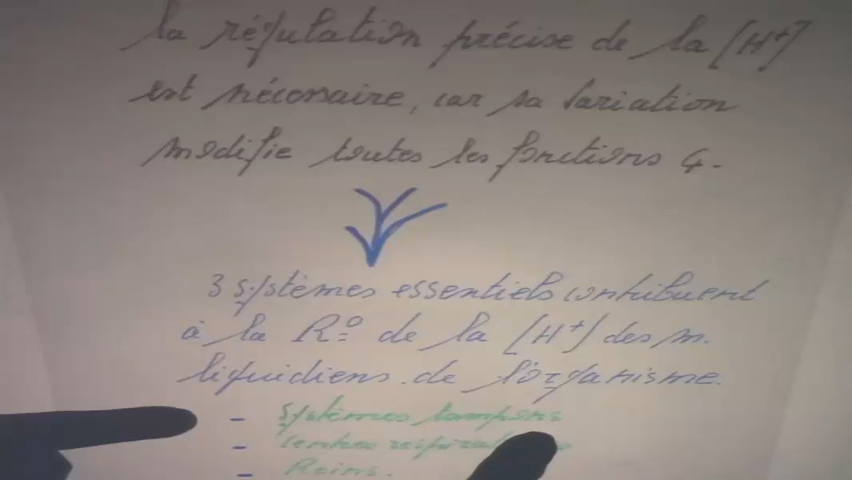 la régulation précise de la [H+]
est nécessaire, car sa variation
modifie toutes les fonctions
3 systèmes essentiels contribuent
à la R° de la [H+] des m.
liquidiens de l'organisme.
- Systèmes tampons
- Centres
- Reins.